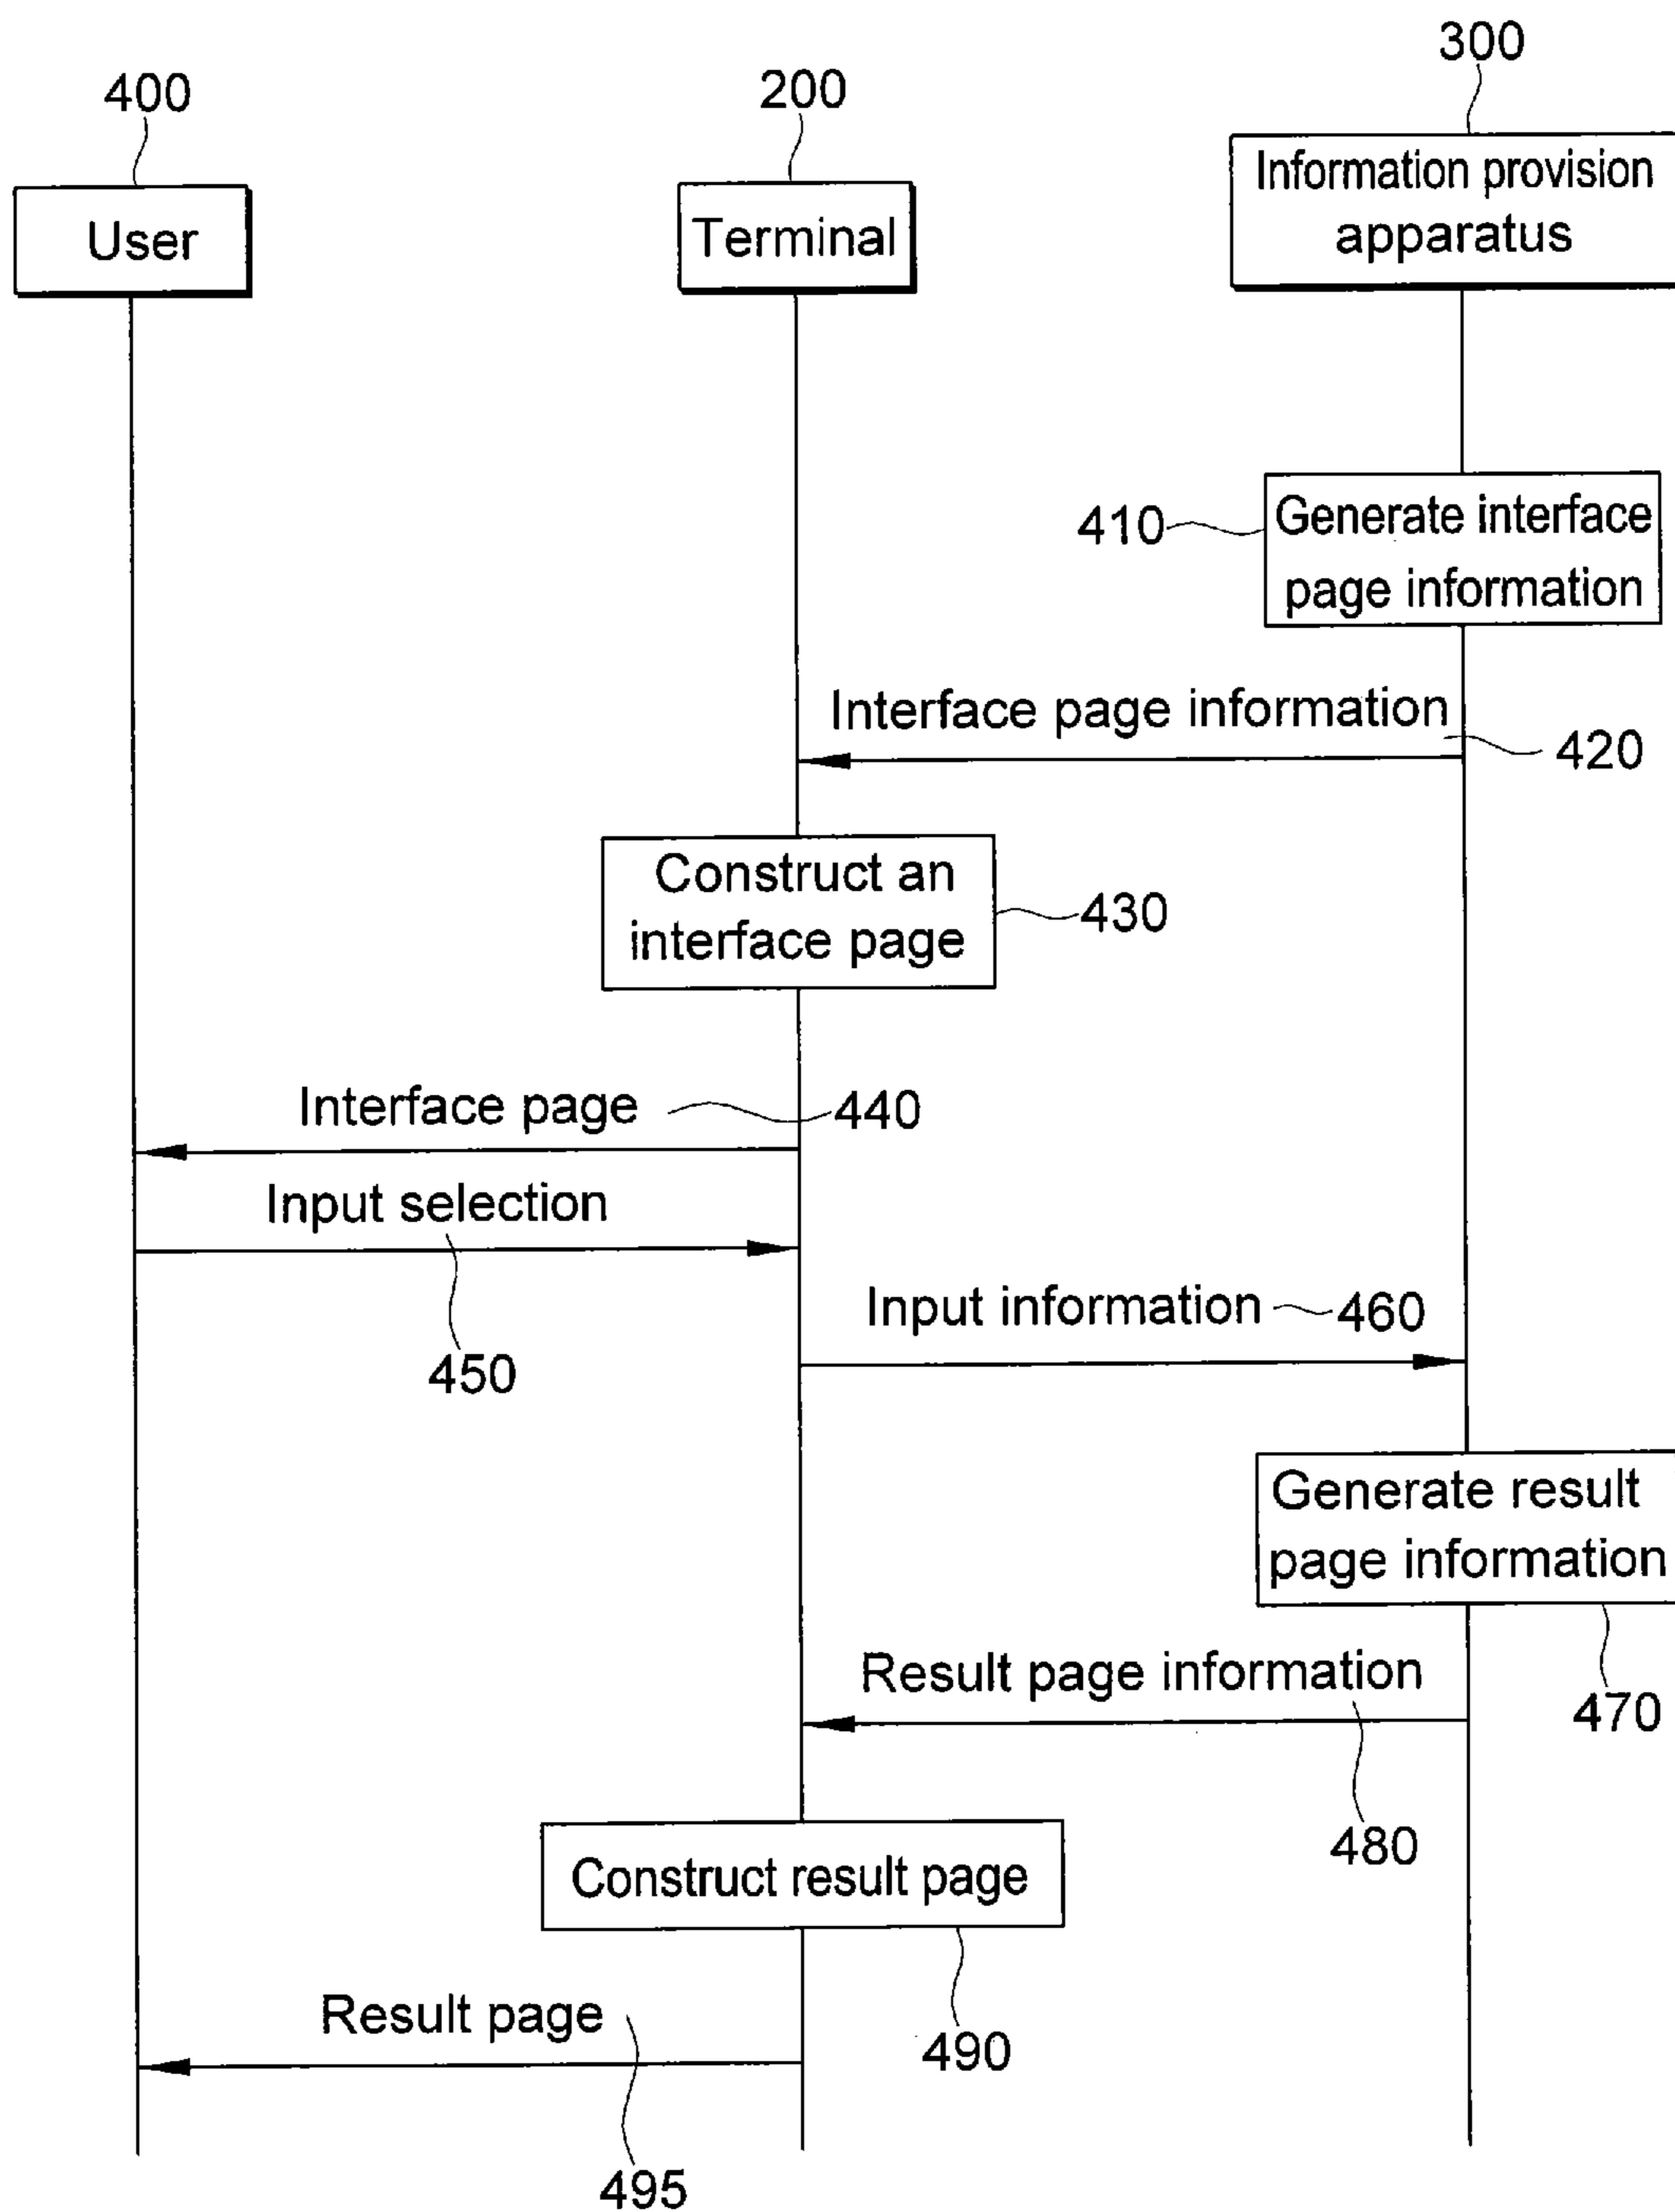 300
400
200
Information provision
apparatus
User
Terminal
Generate interface
page information
410
Interface page information
420
Construct an
interface page
430
Interface page
440
Input selection
450
Input information
460
Generate result
page information
470
Result page information
480
Construct result page
490
Result page
495